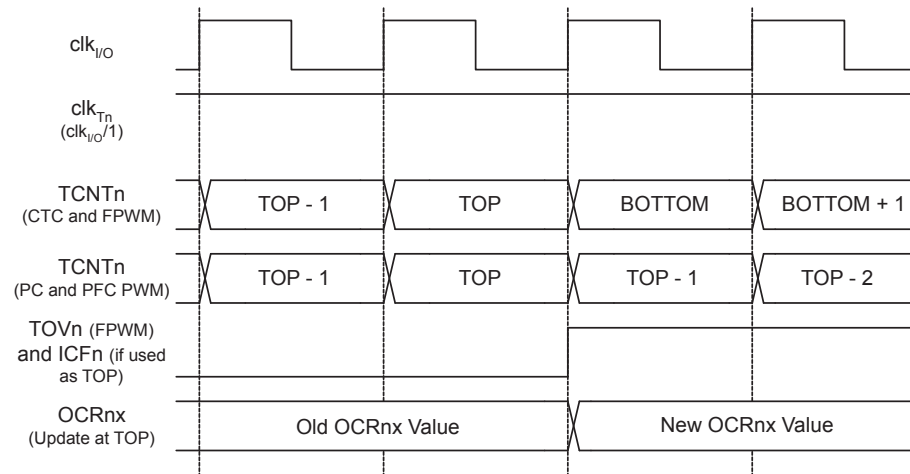 clkI/O
clkTn
(clkI/O/1)
TCNTn
(CTC and FPWM)
TOP - 1
TOP
BOTTOM
BOTTOM + 1
TCNTn
(PC and PFC PWM)
TOP - 1
TOP
TOP - 1
TOP - 2
TOVn (FPWM)
and ICFn (if used
as TOP)
OCRnx
(Update at TOP)
Old OCRnx Value
New OCRnx Value